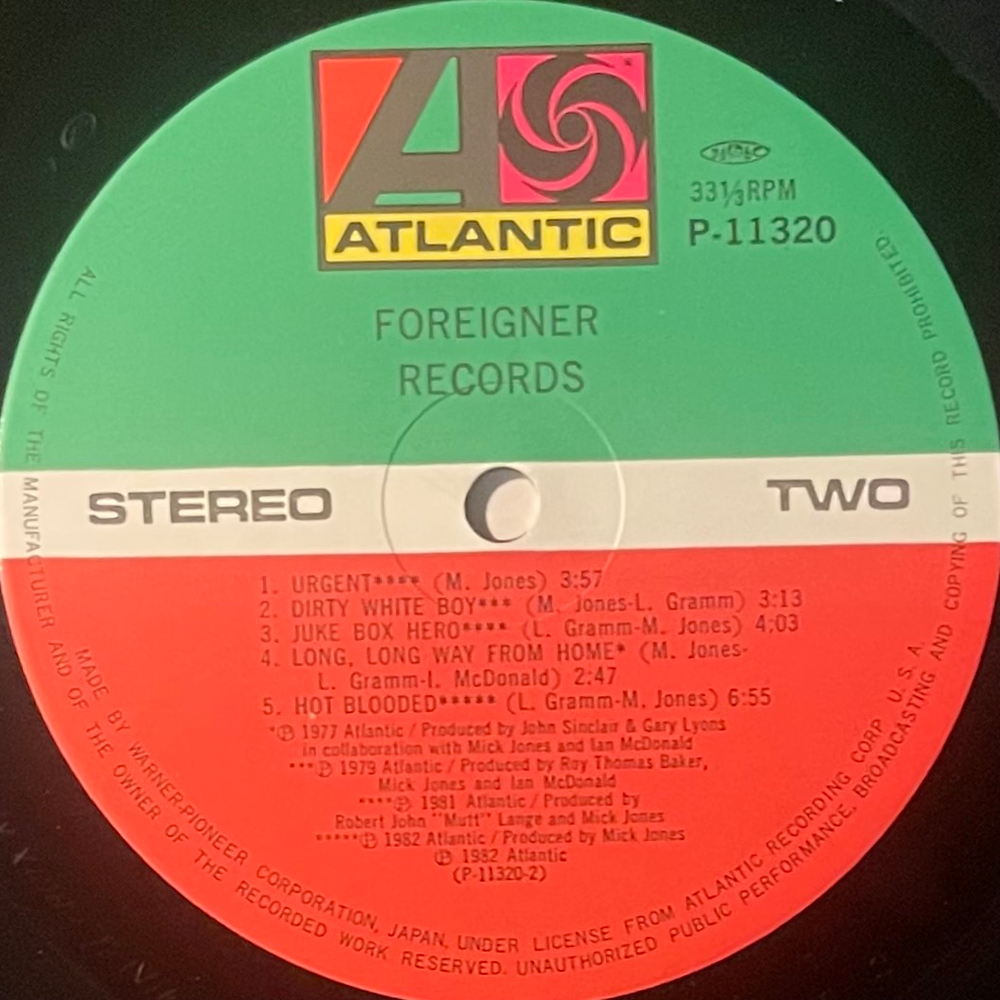 ATLANTIC
33⅓RPM
P-11320
FOREIGNER
RECORDS
STEREO
TWO
1. URGENT**** (M. Jones) 3:57
2. DIRTY WHITE BOY*** (M. Jones-L. Gramm) 3:13
3. JUKE BOX HERO**** (L. Gramm-M. Jones) 4:03
4. LONG, LONG WAY FROM HOME* (M. Jones-
L. Gramm-I. McDonald) 2:47
5. HOT BLOODED***** (L. Gramm-M. Jones) 6:55
*Ⓟ 1977 Atlantic / Produced by John Sinclair & Gary Lyons
in collaboration with Mick Jones and Ian McDonald
***Ⓟ 1979 Atlantic / Produced by Roy Thomas Baker,
Mick Jones and Ian McDonald
****Ⓟ 1981 Atlantic / Produced by
Robert John "Mutt" Lange and Mick Jones
*****Ⓟ 1982 Atlantic / Produced by Mick Jones
Ⓟ 1982 Atlantic
(P-11320-2)
MADE BY WARNER-PIONEER CORPORATION, JAPAN, UNDER LICENSE FROM ATLANTIC RECORDING CORP. U. S. A.
ALL RIGHTS OF THE MANUFACTURER AND OF THE OWNER OF THE RECORDED WORK RESERVED. UNAUTHORIZED PUBLIC PERFORMANCE, BROADCASTING AND COPYING OF THIS RECORD PROHIBITED.